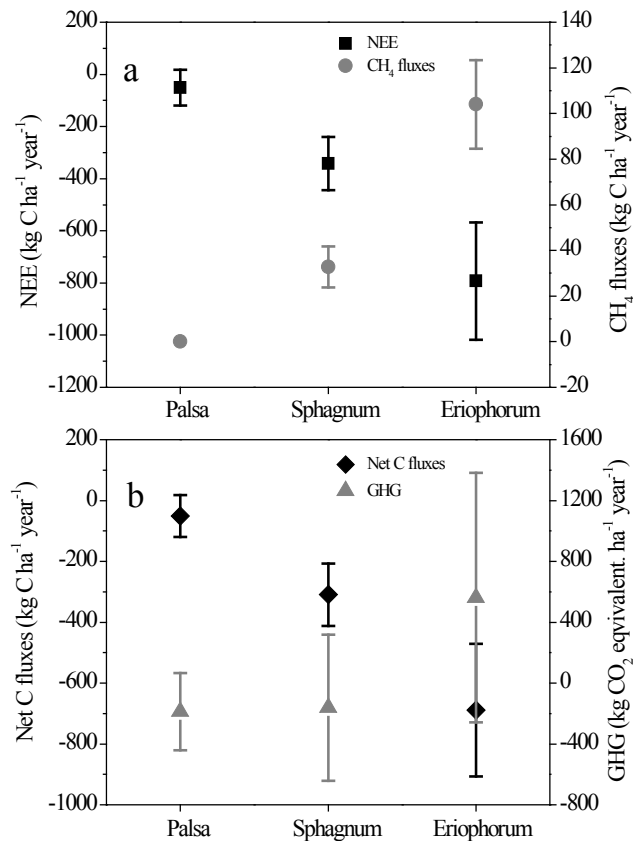 a
NEE
CH₄ fluxes
200
0
-200
-400
-600
-800
-1000
-1200
NEE (kg C ha⁻¹ year⁻¹)
140
120
100
80
60
40
20
0
-20
CH₄ fluxes (kg C ha⁻¹ year⁻¹)
Palsa Sphagnum Eriophorum
b
Net C fluxes
GHG
200
0
-200
-400
-600
-800
-1000
Net C fluxes (kg C ha⁻¹ year⁻¹)
1600
1200
800
400
0
-400
-800
GHG (kg CO₂ eqvivalent. ha⁻¹ year⁻¹)
Palsa Sphagnum Eriophorum